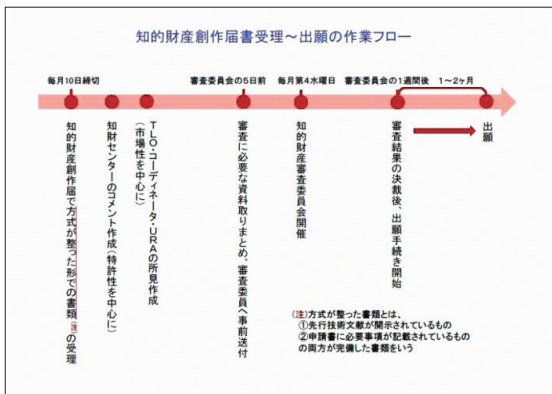 知的財産創作届書受理～出願の作業フロー
毎月10日締切
審査委員会の5日前
毎月第4水曜日
審査委員会の1週間後
1～2ヶ月
知的財産創作届で方式が整った形での書類(注)の受理
知財センターのコメント作成(特許性を中心に)
TLO・コーディネータ・URAの所見作成
(市場性を中心に)
審査に必要な資料取りまとめ、審査委員へ事前送付
知的財産審査委員会開催
審査結果の決裁後、出願手続き開始
出願
(注)方式が整った書類とは、
①先行技術文献が開示されているもの
②申請書に必要事項が記載されているもの
の両方が完備した書類をいう